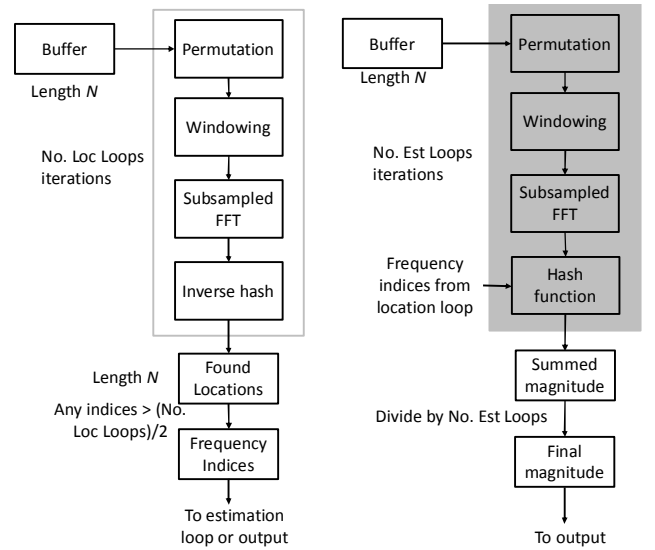 Buffer
Length N
Permutation
Windowing
No. Loc Loops
iterations
Subsampled
FFT
Inverse hash
Length N
Found
Locations
Any indices > (No.
Loc Loops)/2
Frequency
Indices
To estimation
loop or output
Buffer
Length N
Permutation
Windowing
No. Est Loops
iterations
Subsampled
FFT
Frequency
indices from
location loop
Hash
function
Summed
magnitude
Divide by No. Est Loops
Final
magnitude
To output